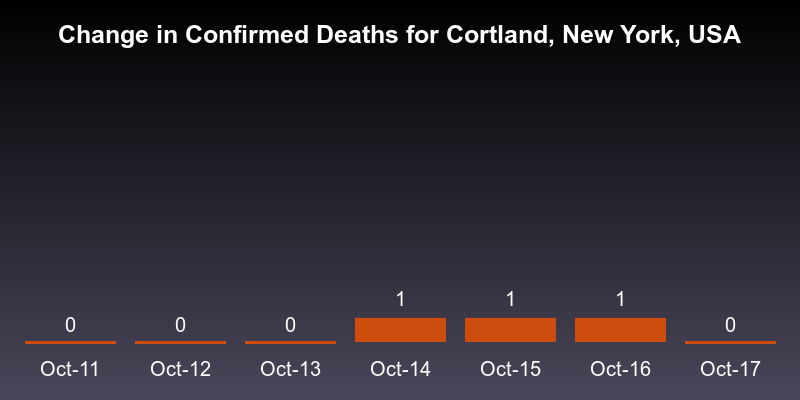 Change in Confirmed Deaths for Cortland, New York, USA
1 1 1
0 0 0 0
Oct-11 Oct-12 Oct-13 Oct-14 Oct-15 Oct-16 Oct-17